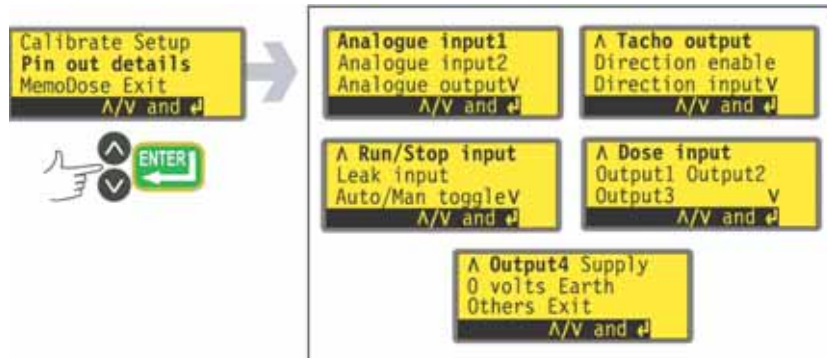 Calibrate Setup
Pin out details
MemoDose Exit
Λ/V and ↵
ENTER
Analogue input1
Analogue input2
Analogue outputV
Λ/V and ↵
Λ Tacho output
Direction enable
Direction inputV
Λ/V and ↵
Λ Run/Stop input
Leak input
Auto/Man toggleV
Λ/V and ↵
Λ Dose input
Output1 Output2
Output3 V
Λ/V and ↵
Λ Output4 Supply
0 volts Earth
Others Exit
Λ/V and ↵